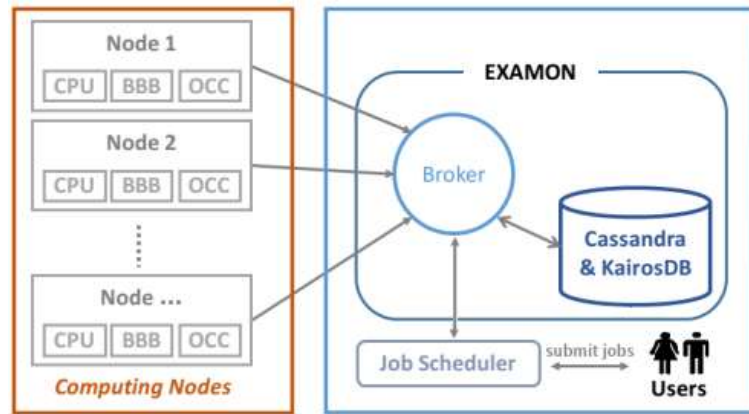 Node 1
CPU BBB OCC
Node 2
CPU BBB OCC
Node ...
CPU BBB OCC
Computing Nodes
EXAMON
Broker
Cassandra
& KairosDB
Job Scheduler
submit jobs
Users